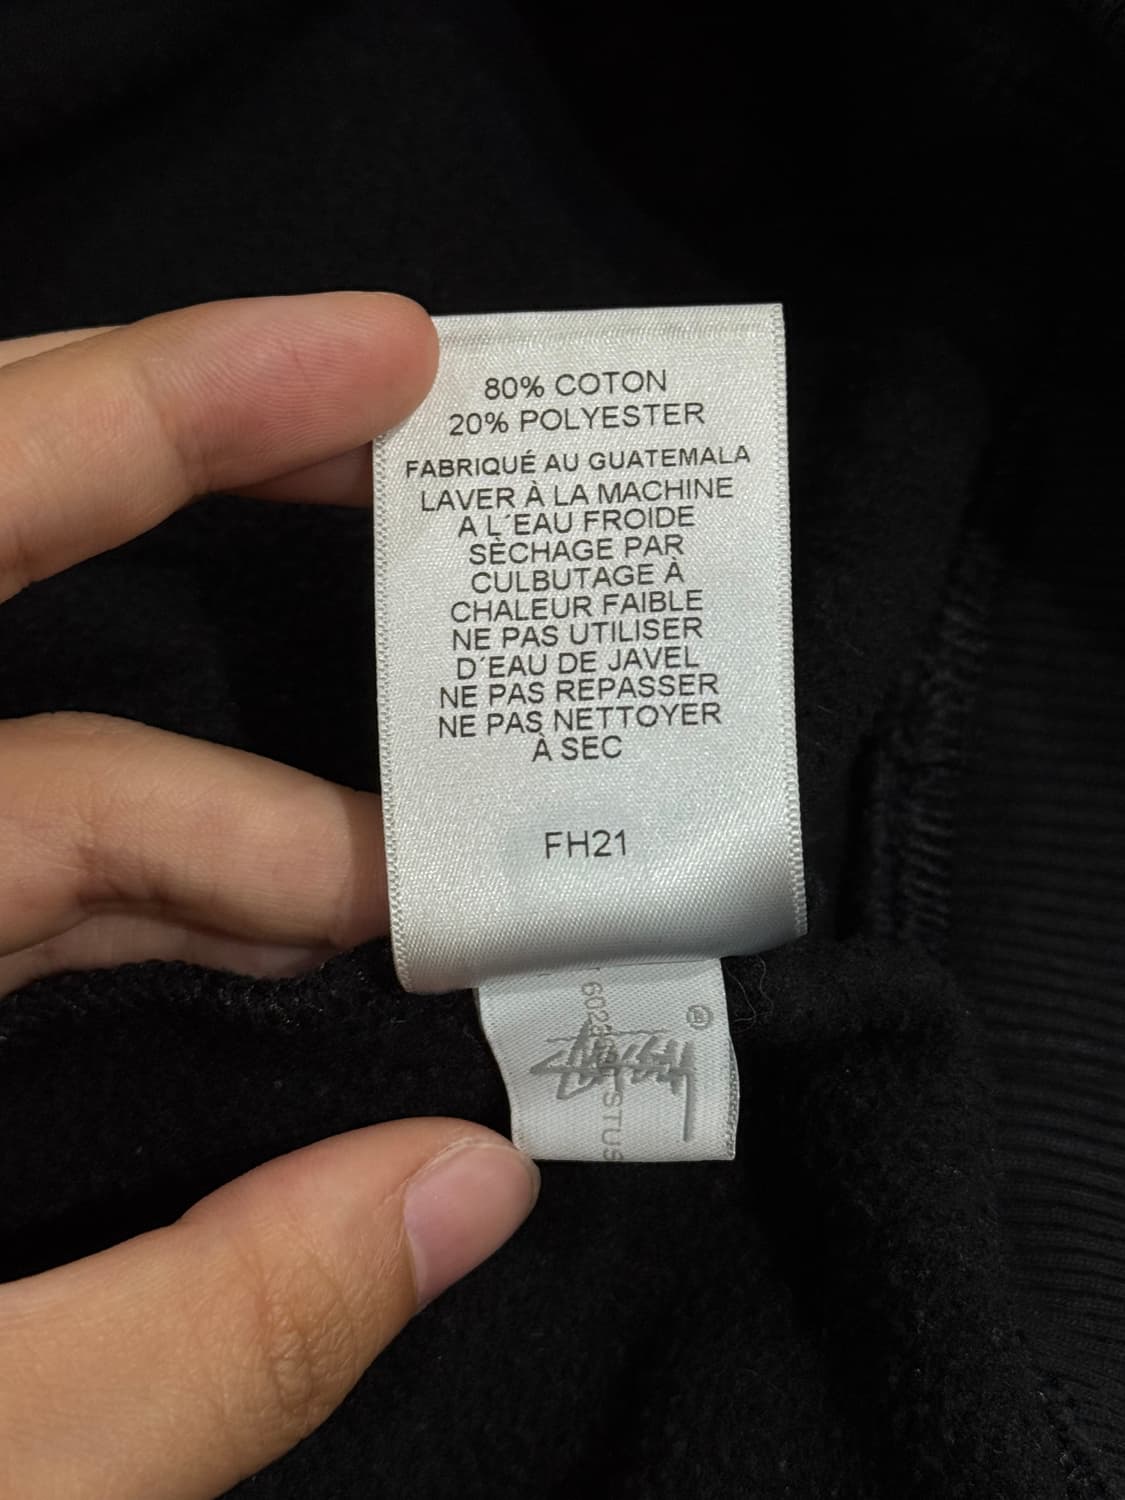 80% COTON
20% POLYESTER
FABRIQUÉ AU GUATEMALA
LAVER À LA MACHINE
A L´EAU FROIDE
SÈCHAGE PAR
CULBUTAGE À
CHALEUR FAIBLE
NE PAS UTILISER
D´EAU DE JAVEL
NE PAS REPASSER
NE PAS NETTOYER
À SEC
FH21
®